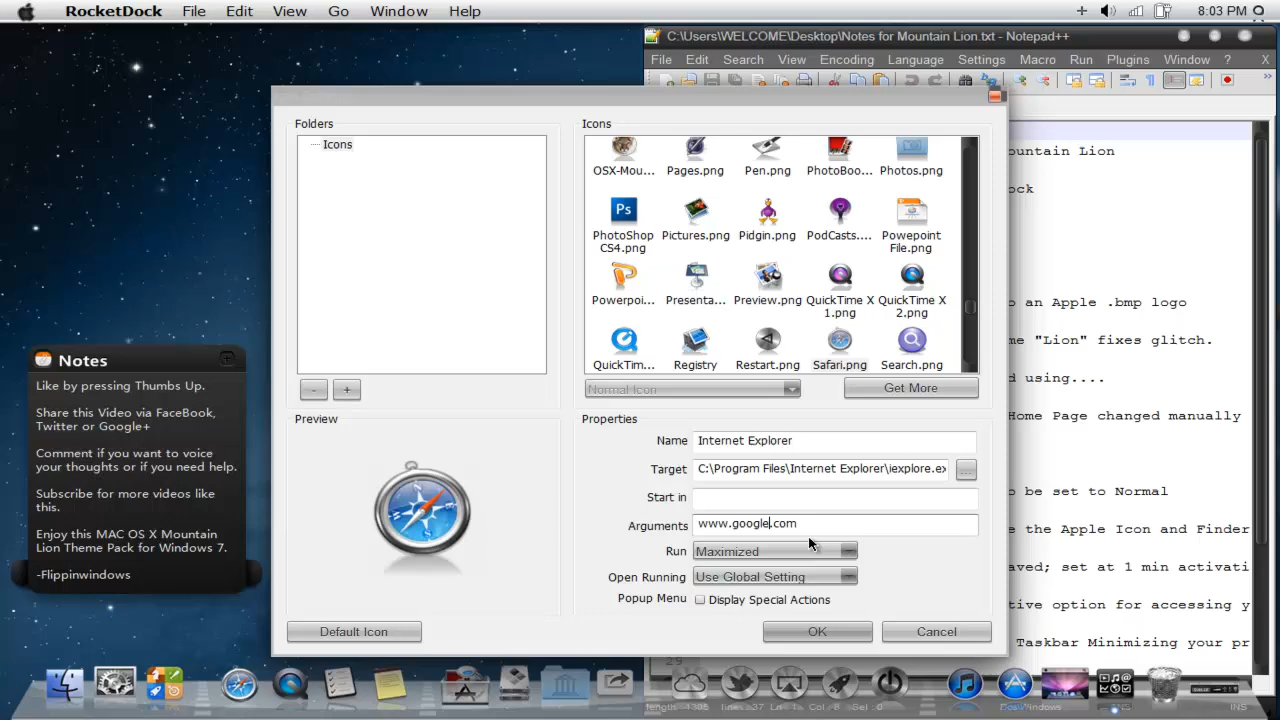 RocketDock File Edit View Go Window Help 8:03 PM
C:\Users\WELCOME\Desktop\Notes for Mountain Lion.txt - Notepad++
File Edit Search View Encoding Language Settings Macro Run Plugins Window ? X
Folders
Icons
Icons
OSX-Mou... Pages.png Pen.png PhotoBoo... Photos.png
PhotoShop CS4.png Pictures.png Pidgin.png PodCasts.... Powepoint File.png
Powerpoi... Presenta... Preview.png QuickTime X 1.png QuickTime X 2.png
QuickTim... Registry Restart.png Safari.png Search.png
- +
Normal Icon
Get More
Preview
Default Icon
Properties
Name Internet Explorer
Target C:\Program Files\Internet Explorer\iexplore.ex ...
Start in
Arguments www.google.com
Run Maximized
Open Running Use Global Setting
Popup Menu Display Special Actions
OK Cancel
ountain Lion
ock
o an Apple .bmp logo
me "Lion" fixes glitch.
d using....
Home Page changed manually
o be set to Normal
e the Apple Icon and Finder
aved; set at 1 min activati
tive option for accessing y
Taskbar Minimizing your pr
29
Notes
Like by pressing Thumbs Up.
Share this Video via FaceBook,
Twitter or Google+
Comment if you want to voice
your thoughts or if you need help.
Subscribe for more videos like
this.
Enjoy this MAC OS X Mountain
Lion Theme Pack for Windows 7.
-Flippinwindows
INS